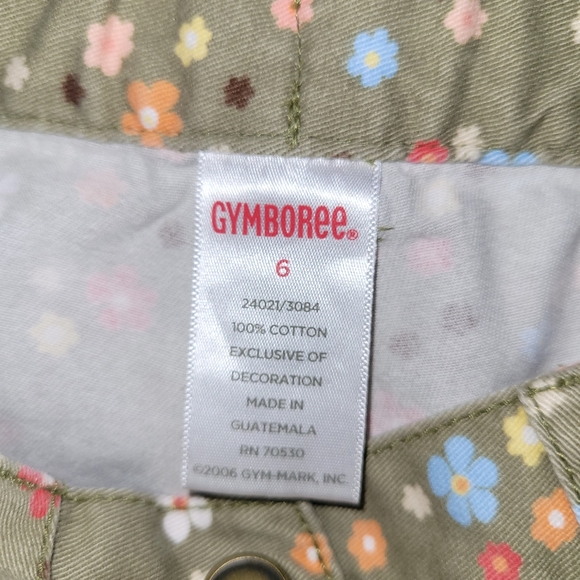 GYMBOREE®
6
24021/3084
100% COTTON
EXCLUSIVE OF
DECORATION
MADE IN
GUATEMALA
RN 70530
©2006 GYM-MARK, INC.